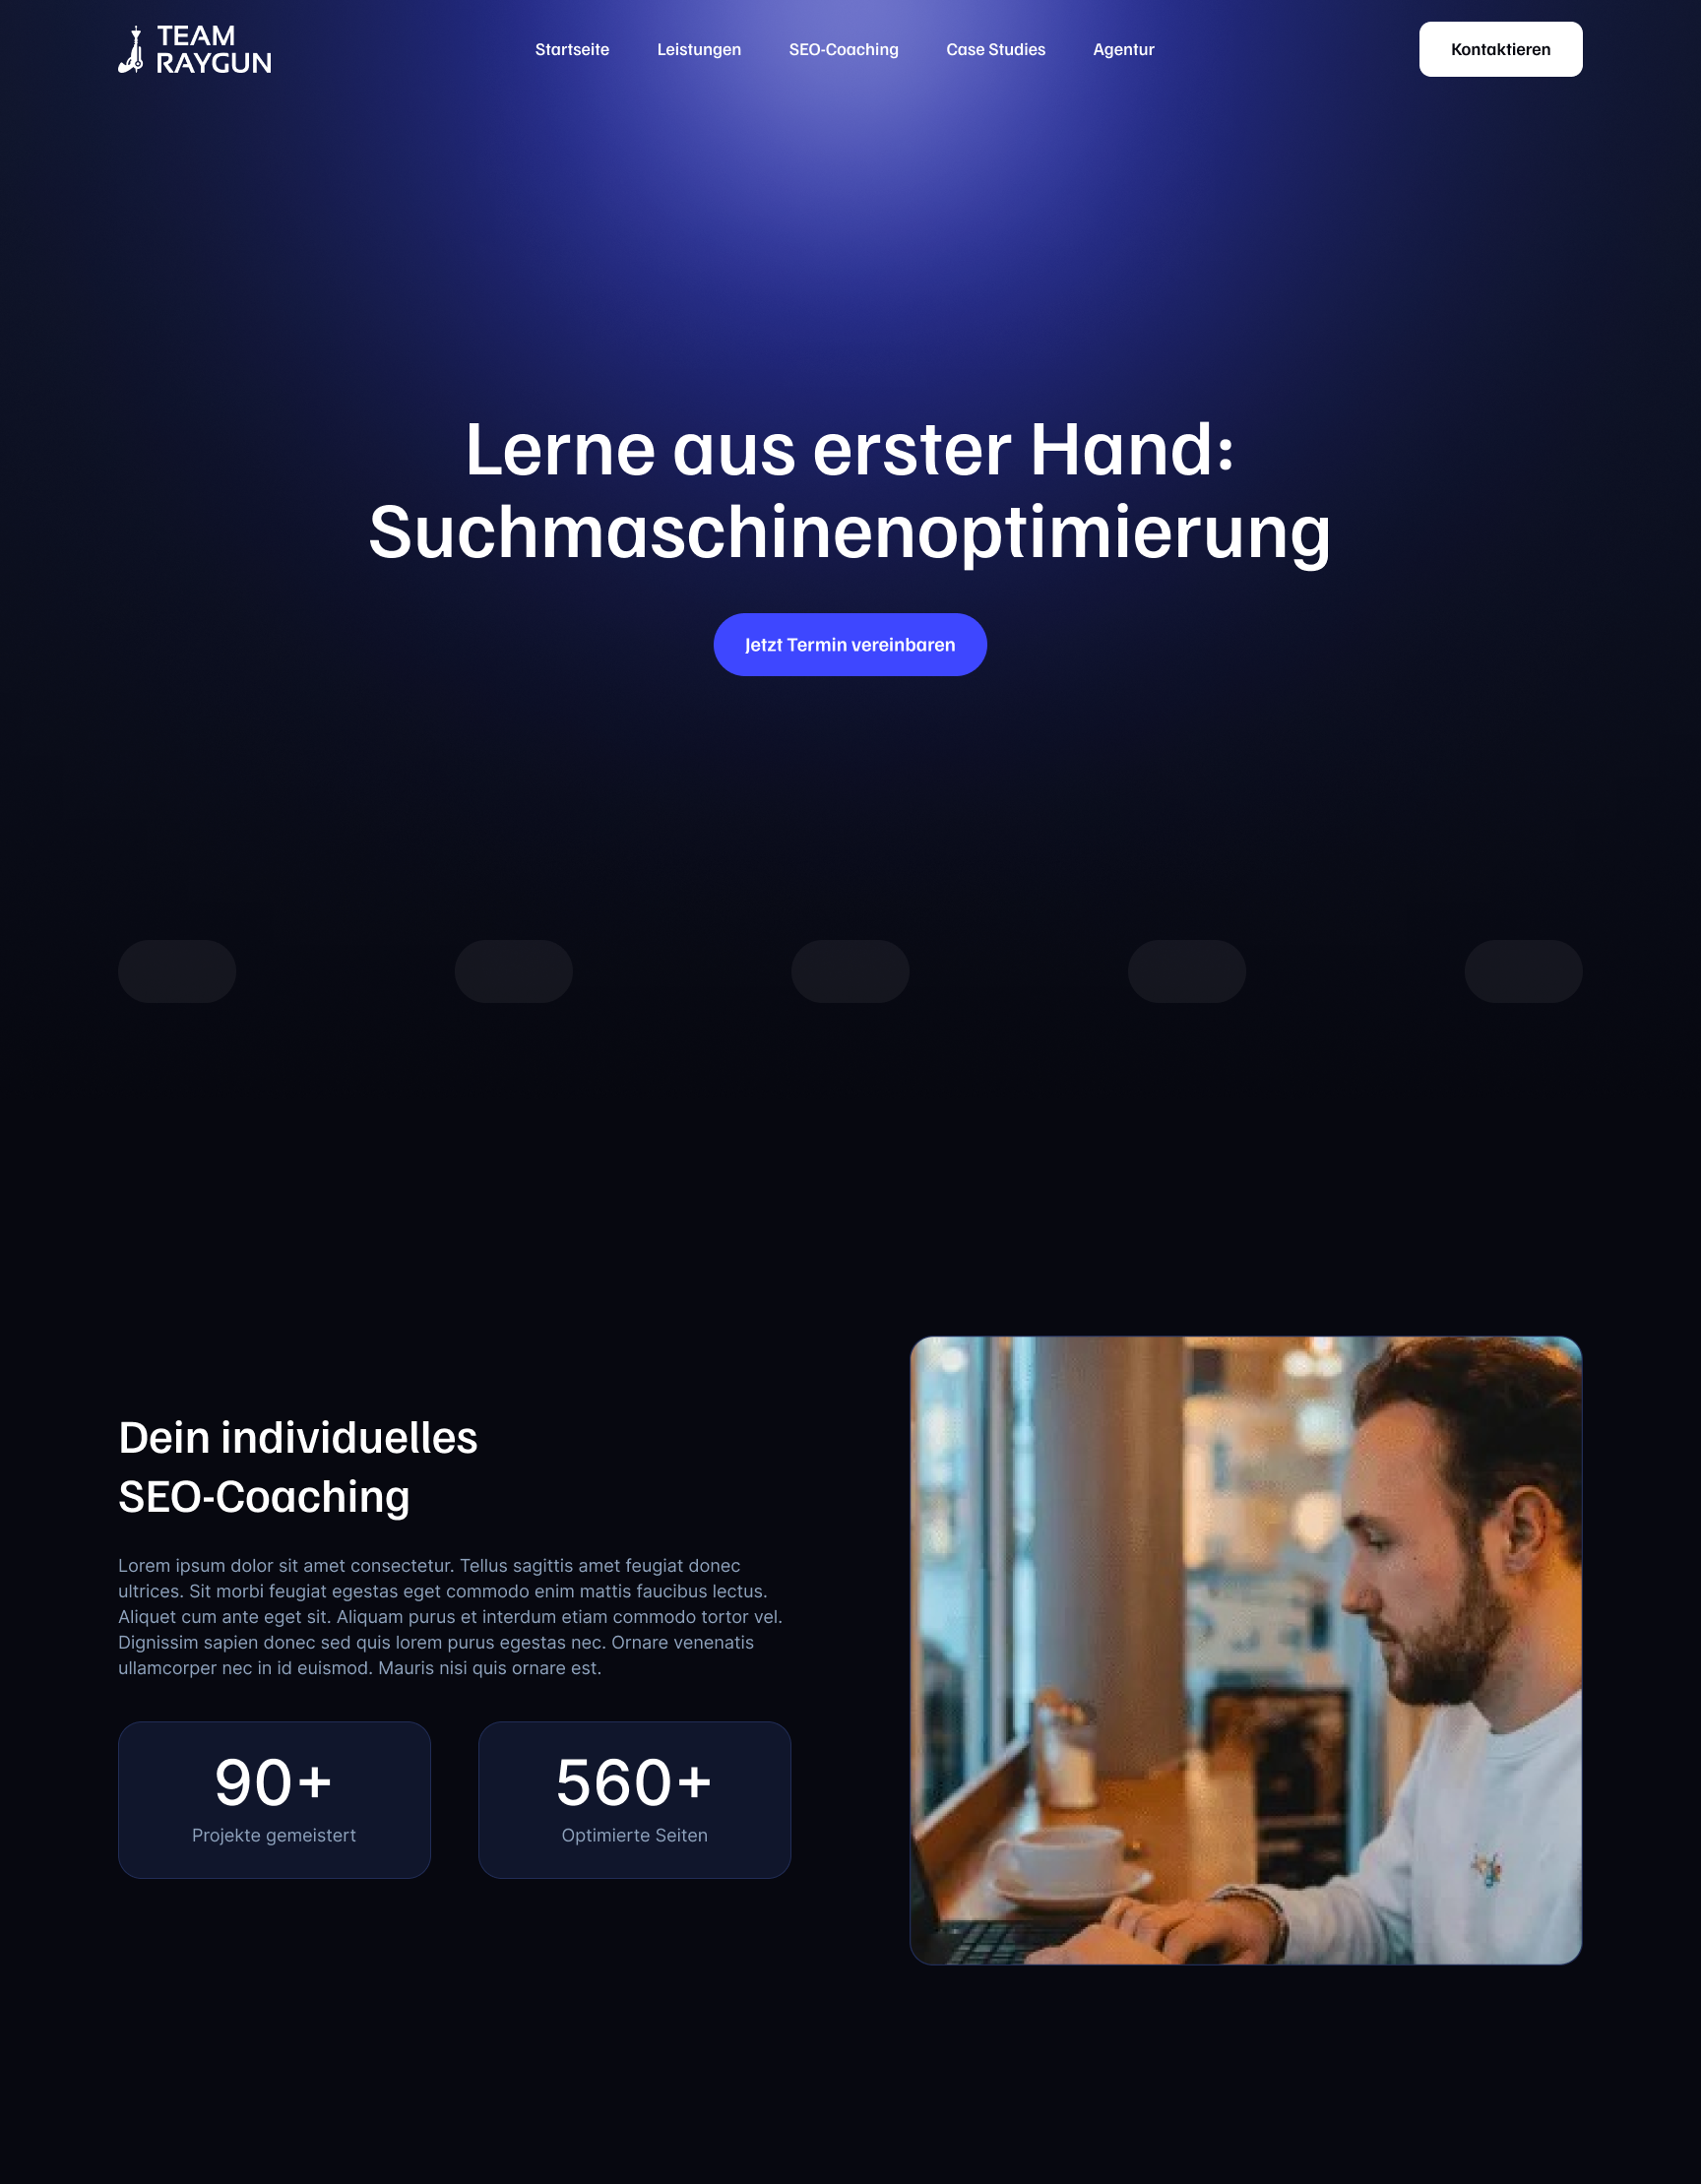 TEAM
RAYGUN
Startseite
Leistungen
SEO-Coaching
Case Studies
Agentur
Kontaktieren
Lerne aus erster Hand:
Suchmaschinenoptimierung
Jetzt Termin vereinbaren
Dein individuelles
SEO-Coaching
Lorem ipsum dolor sit amet consectetur. Tellus sagittis amet feugiat donec
ultrices. Sit morbi feugiat egestas eget commodo enim mattis faucibus lectus.
Aliquet cum ante eget sit. Aliquam purus et interdum etiam commodo tortor vel.
Dignissim sapien donec sed quis lorem purus egestas nec. Ornare venenatis
ullamcorper nec in id euismod. Mauris nisi quis ornare est.
90+
Projekte gemeistert
560+
Optimierte Seiten